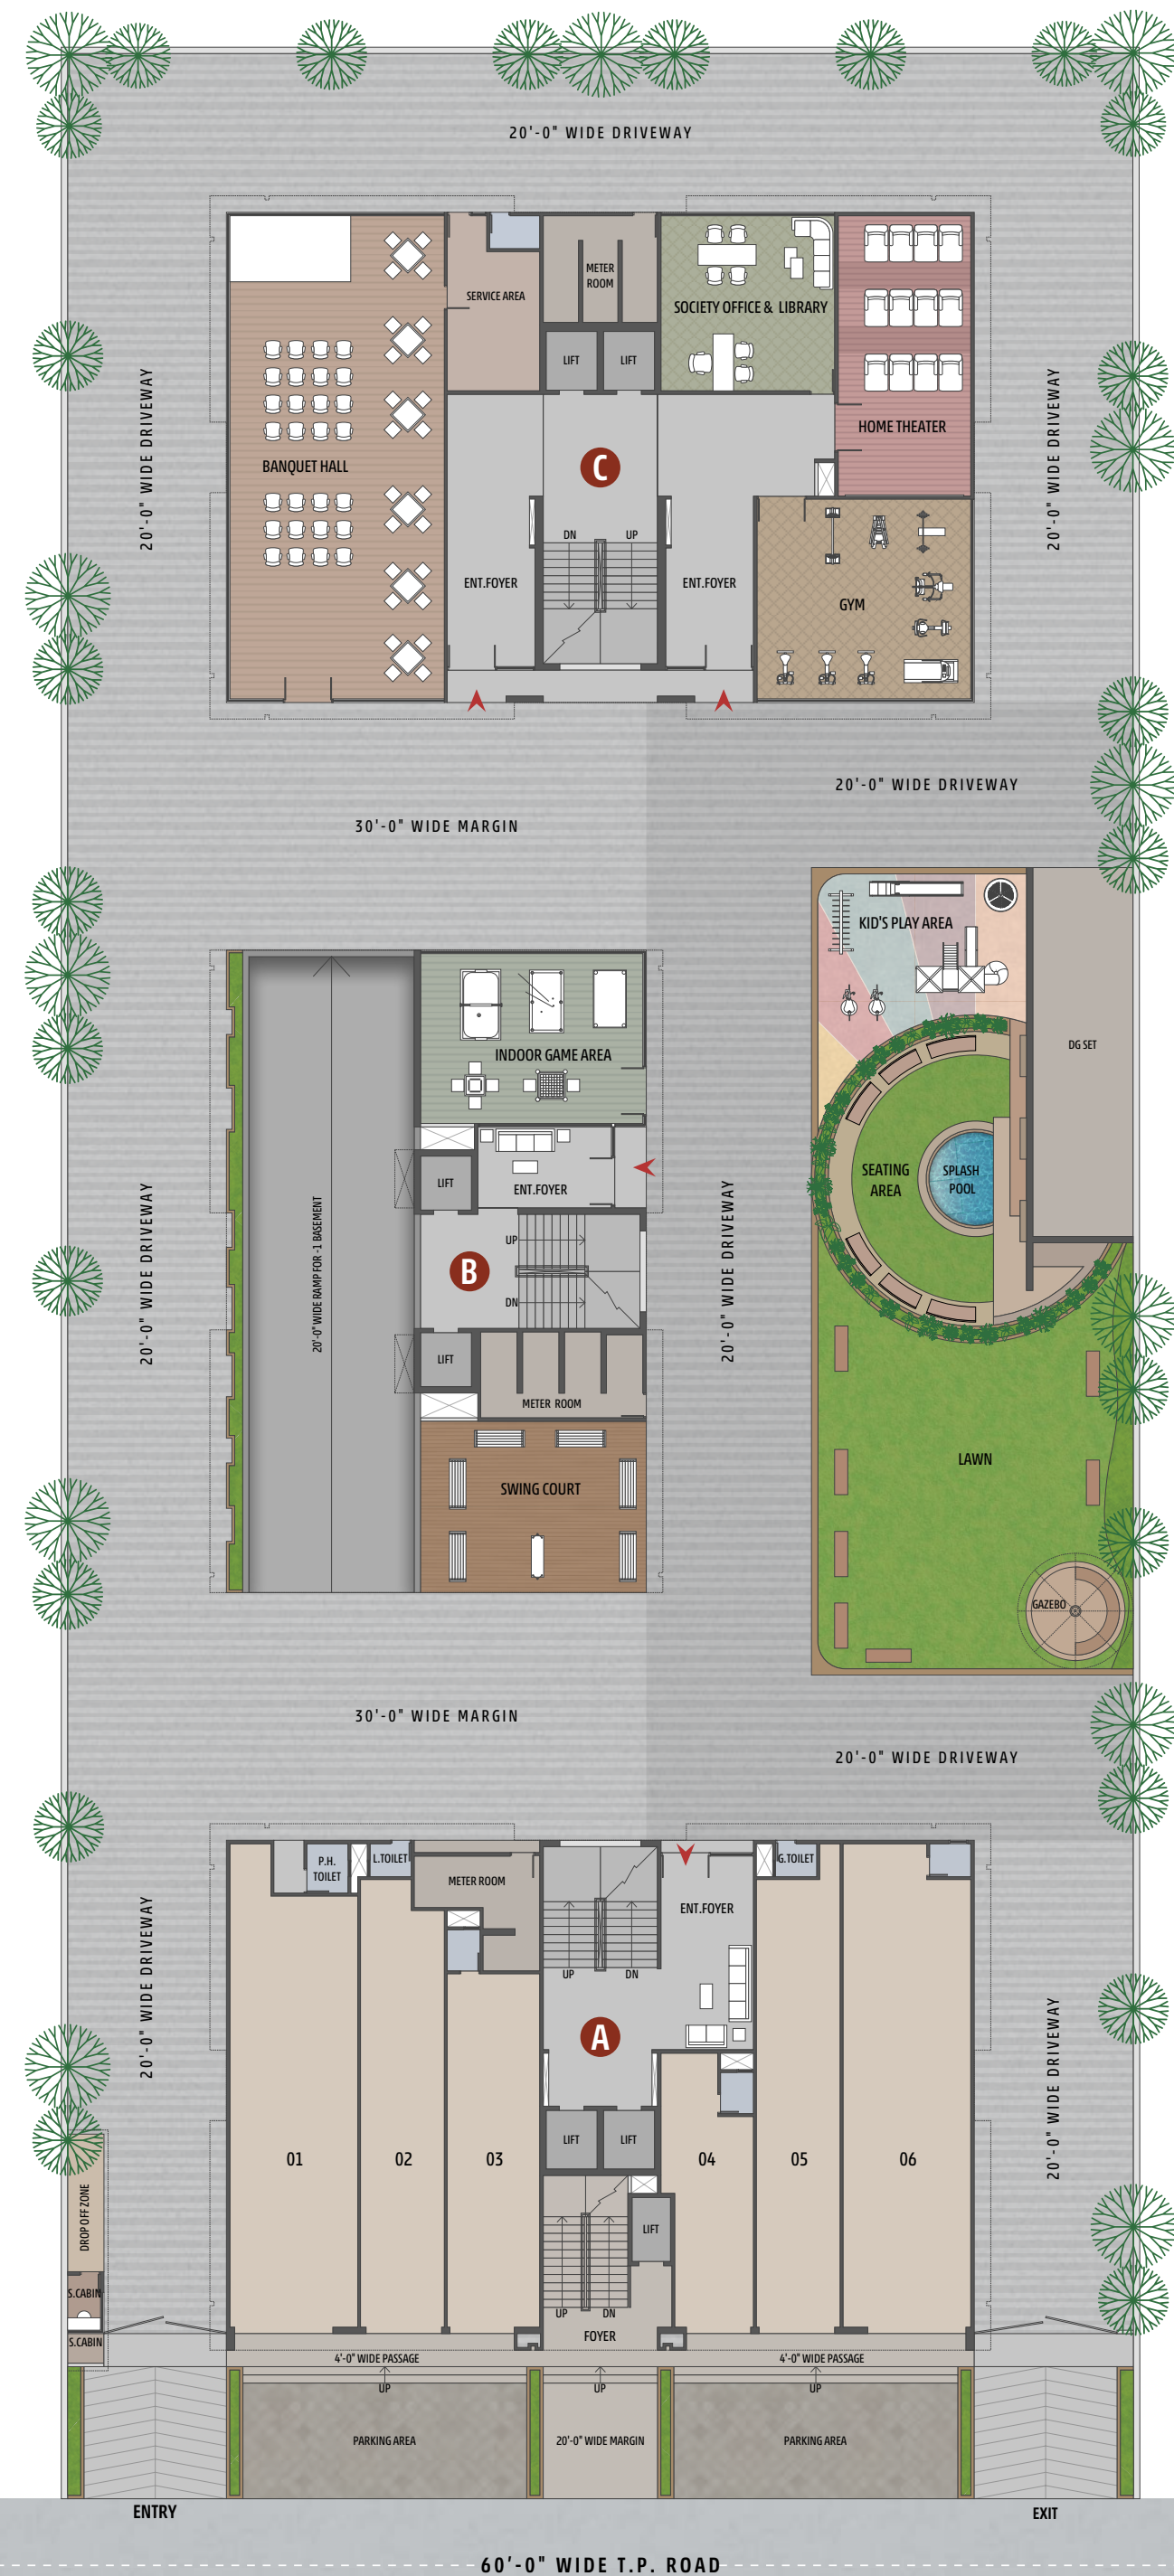 20'-0" WIDE DRIVEWAY
METER
ROOM
SERVICE AREA
SOCIETY OFFICE & LIBRARY
LIFT
LIFT
20'-0" WIDE DRIVEWAY
20'-0" WIDE DRIVEWAY
HOME THEATER
BANQUET HALL
C
DN
UP
ENT.FOYER
ENT.FOYER
GYM
20'-0" WIDE DRIVEWAY
30'-0" WIDE MARGIN
KID'S PLAY AREA
DG SET
INDOOR GAME AREA
SEATING
AREA
SPLASH
POOL
LIFT
ENT.FOYER
UP
B
DN
20'-0" WIDE DRIVEWAY
20'-0" WIDE RAMP FOR -1 BASEMENT
20'-0" WIDE DRIVEWAY
LIFT
METER ROOM
LAWN
SWING COURT
GAZEBO
30'-0" WIDE MARGIN
20'-0" WIDE DRIVEWAY
P.H.
TOILET
L.TOILET
G.TOILET
METER ROOM
ENT.FOYER
UP
DN
20'-0" WIDE DRIVEWAY
A
20'-0" WIDE DRIVEWAY
LIFT
LIFT
01
02
03
04
05
06
DROP OFF ZONE
LIFT
S.CABIN
UP
DN
FOYER
S.CABIN
4'-0" WIDE PASSAGE
4'-0" WIDE PASSAGE
UP
UP
UP
PARKING AREA
20'-0" WIDE MARGIN
PARKING AREA
ENTRY
EXIT
60'-0" WIDE T.P. ROAD